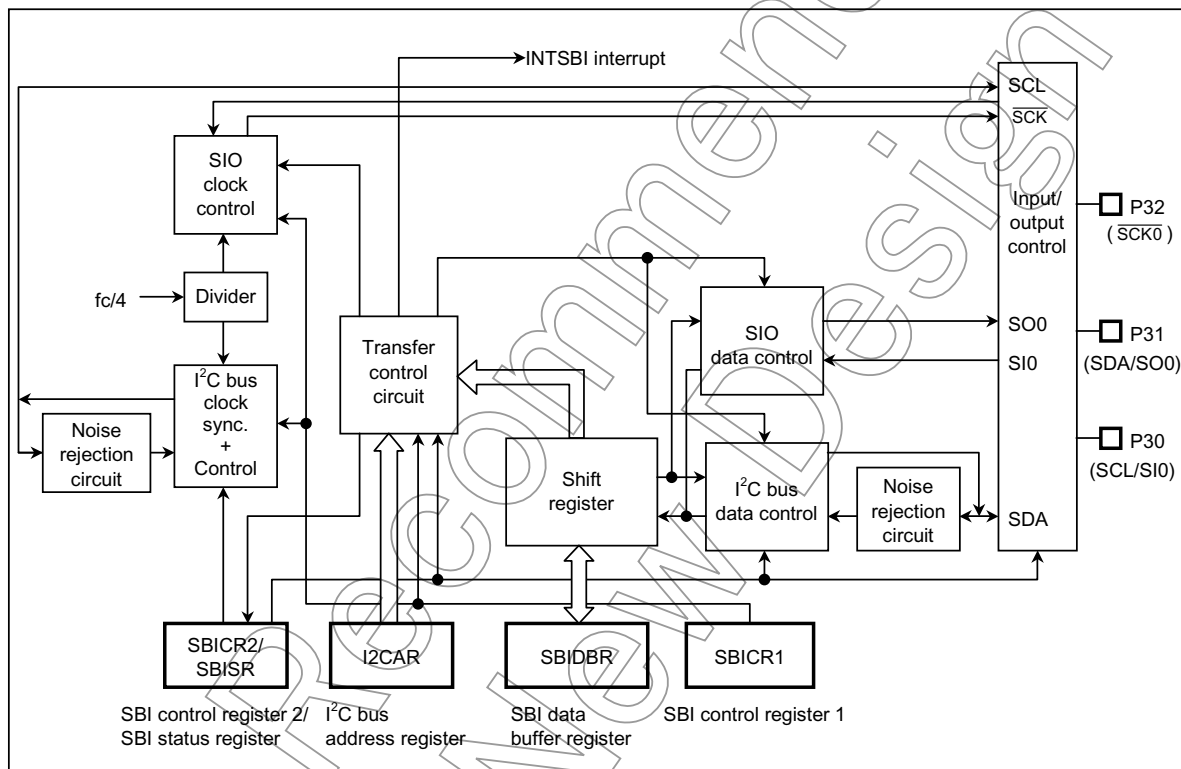 INTSBI interrupt
SCL
SCK
SIO
clock
control
Input/
output
control
P32
(SCK0)
fc/4
Divider
SIO
data control
SO0
SI0
P31
(SDA/SO0)
Transfer
control
circuit
I²C bus
clock
sync.
+
Control
Noise
rejection
circuit
Shift
register
I²C bus
data control
Noise
rejection
circuit
SDA
P30
(SCL/SI0)
SBICR2/
SBISR
I2CAR
SBIDBR
SBICR1
SBI control register 2/
SBI status register
I²C bus
address register
SBI data
buffer register
SBI control register 1
Recommen
New Design